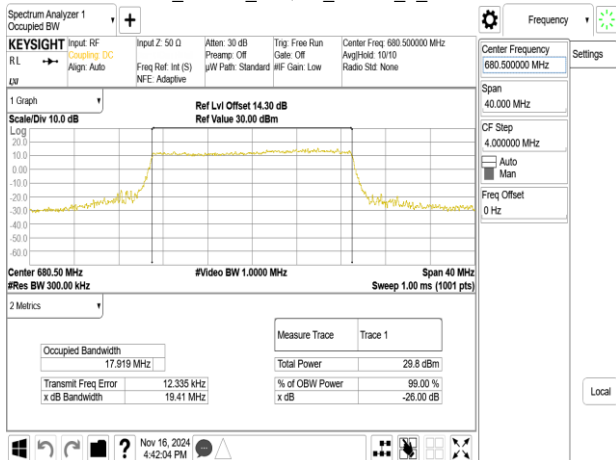 Spectrum Analyzer 1
Occupied BW
Frequency
KEYSIGHT
RL
Input: RF
Coupling: DC
Align: Auto
Input Z: 50 Ω
Freq Ref: Int (S)
NFE: Adaptive
Atten: 30 dB
Preamp: Off
µW Path: Standard
Trig: Free Run
Gate: Off
#IF Gain: Low
Center Freq: 680.500000 MHz
Avg|Hold: 10/10
Radio Std: None
1 Graph
Scale/Div 10.0 dB
Ref Lvl Offset 14.30 dB
Ref Value 30.00 dBm
Log
20.0
10.0
0.00
-10.0
-20.0
-30.0
-40.0
-50.0
-60.0
Center 680.50 MHz
#Video BW 1.0000 MHz
Span 40 MHz
#Res BW 300.00 kHz
Sweep 1.00 ms (1001 pts)
2 Metrics
Measure Trace Trace 1
Occupied Bandwidth
17.919 MHz
Total Power 29.8 dBm
Transmit Freq Error 12.335 kHz
% of OBW Power 99.00 %
x dB Bandwidth 19.41 MHz
x dB -26.00 dB
Center Frequency
680.500000 MHz
Settings
Span
40.000 MHz
CF Step
4.000000 MHz
Auto
Man
Freq Offset
0 Hz
Local
?
Nov 16, 2024
4:42:04 PM